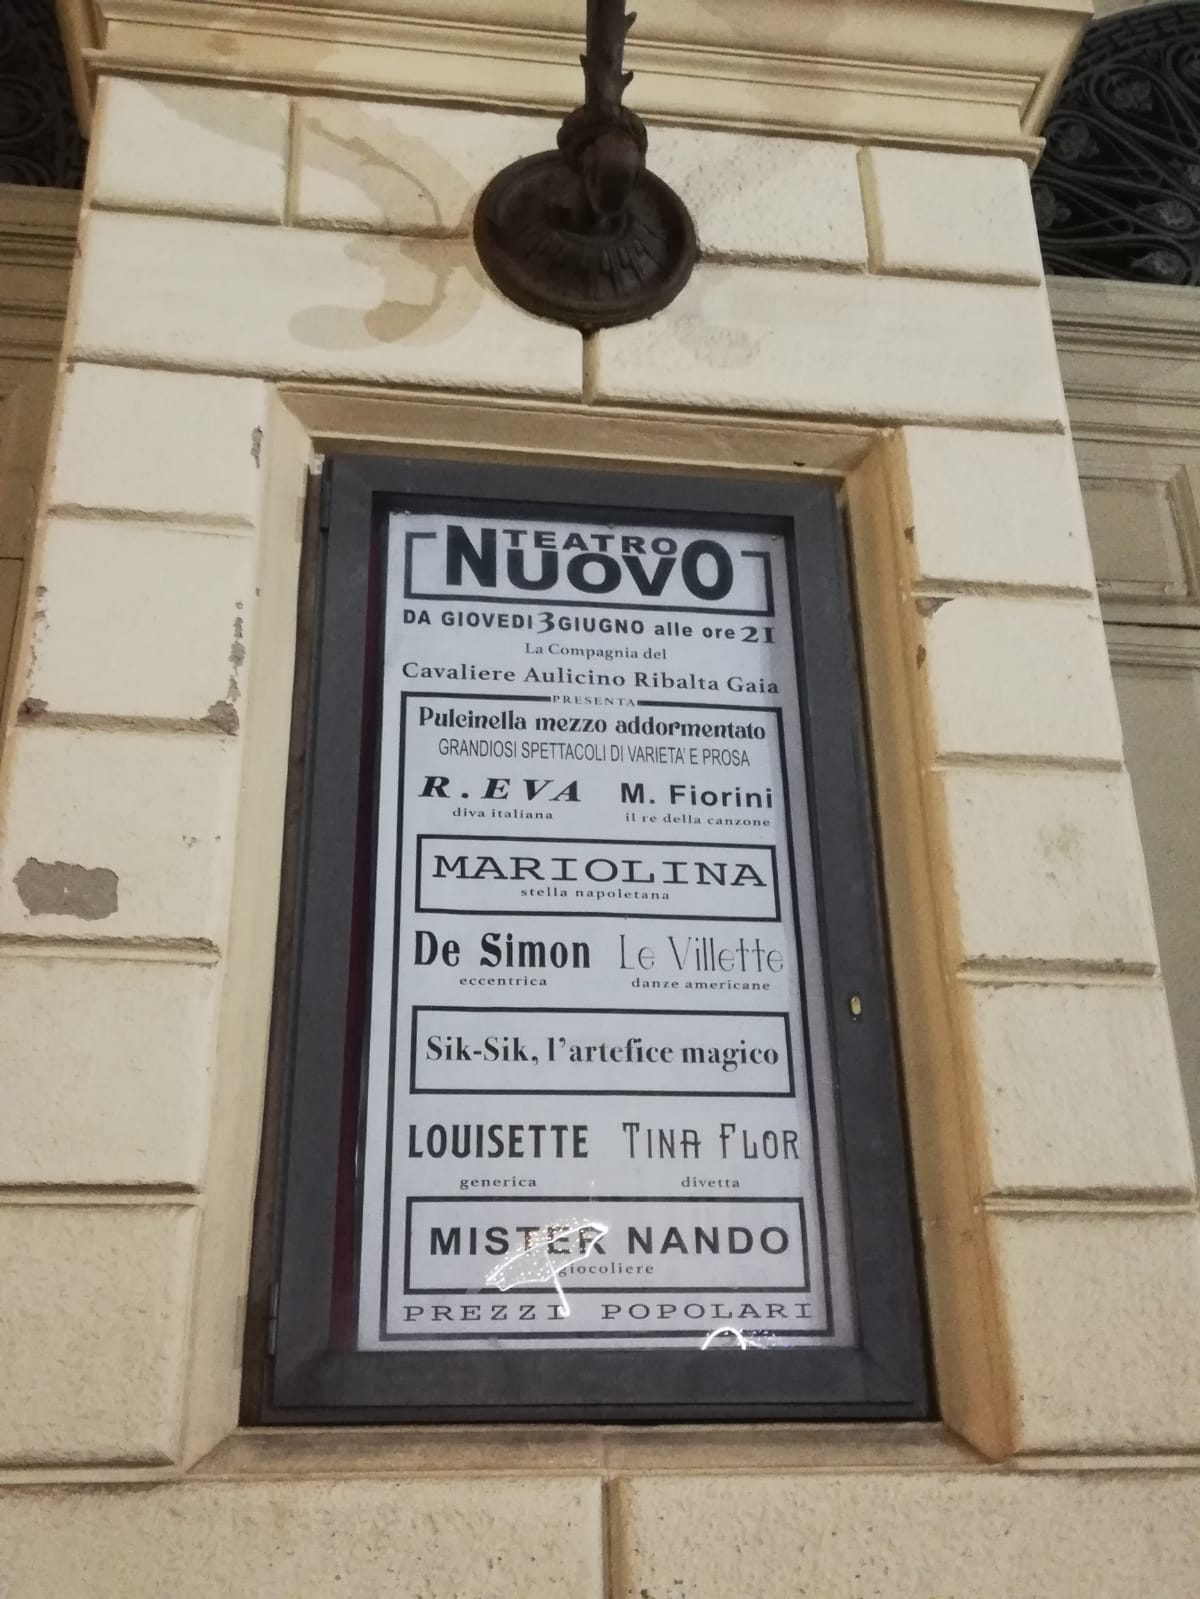 TEATRO
NUOVO
DA GIOVEDI 3 GIUGNO alle ore 21
La Compagnia del
Cavaliere Aulicino Ribalta Gaia
PRESENTA
Pulcinella mezzo addormentato
GRANDIOSI SPETTACOLI DI VARIETA' E PROSA
R. EVA M. Fiorini
diva italiana il re della canzone
MARIOLINA
stella napoletana
De Simon Le Villette
eccentrica danze americane
Sik-Sik, l'artefice magico
LOUISETTE TINA FLOR
generica divetta
MISTER NANDO
giocoliere
PREZZI POPOLARI